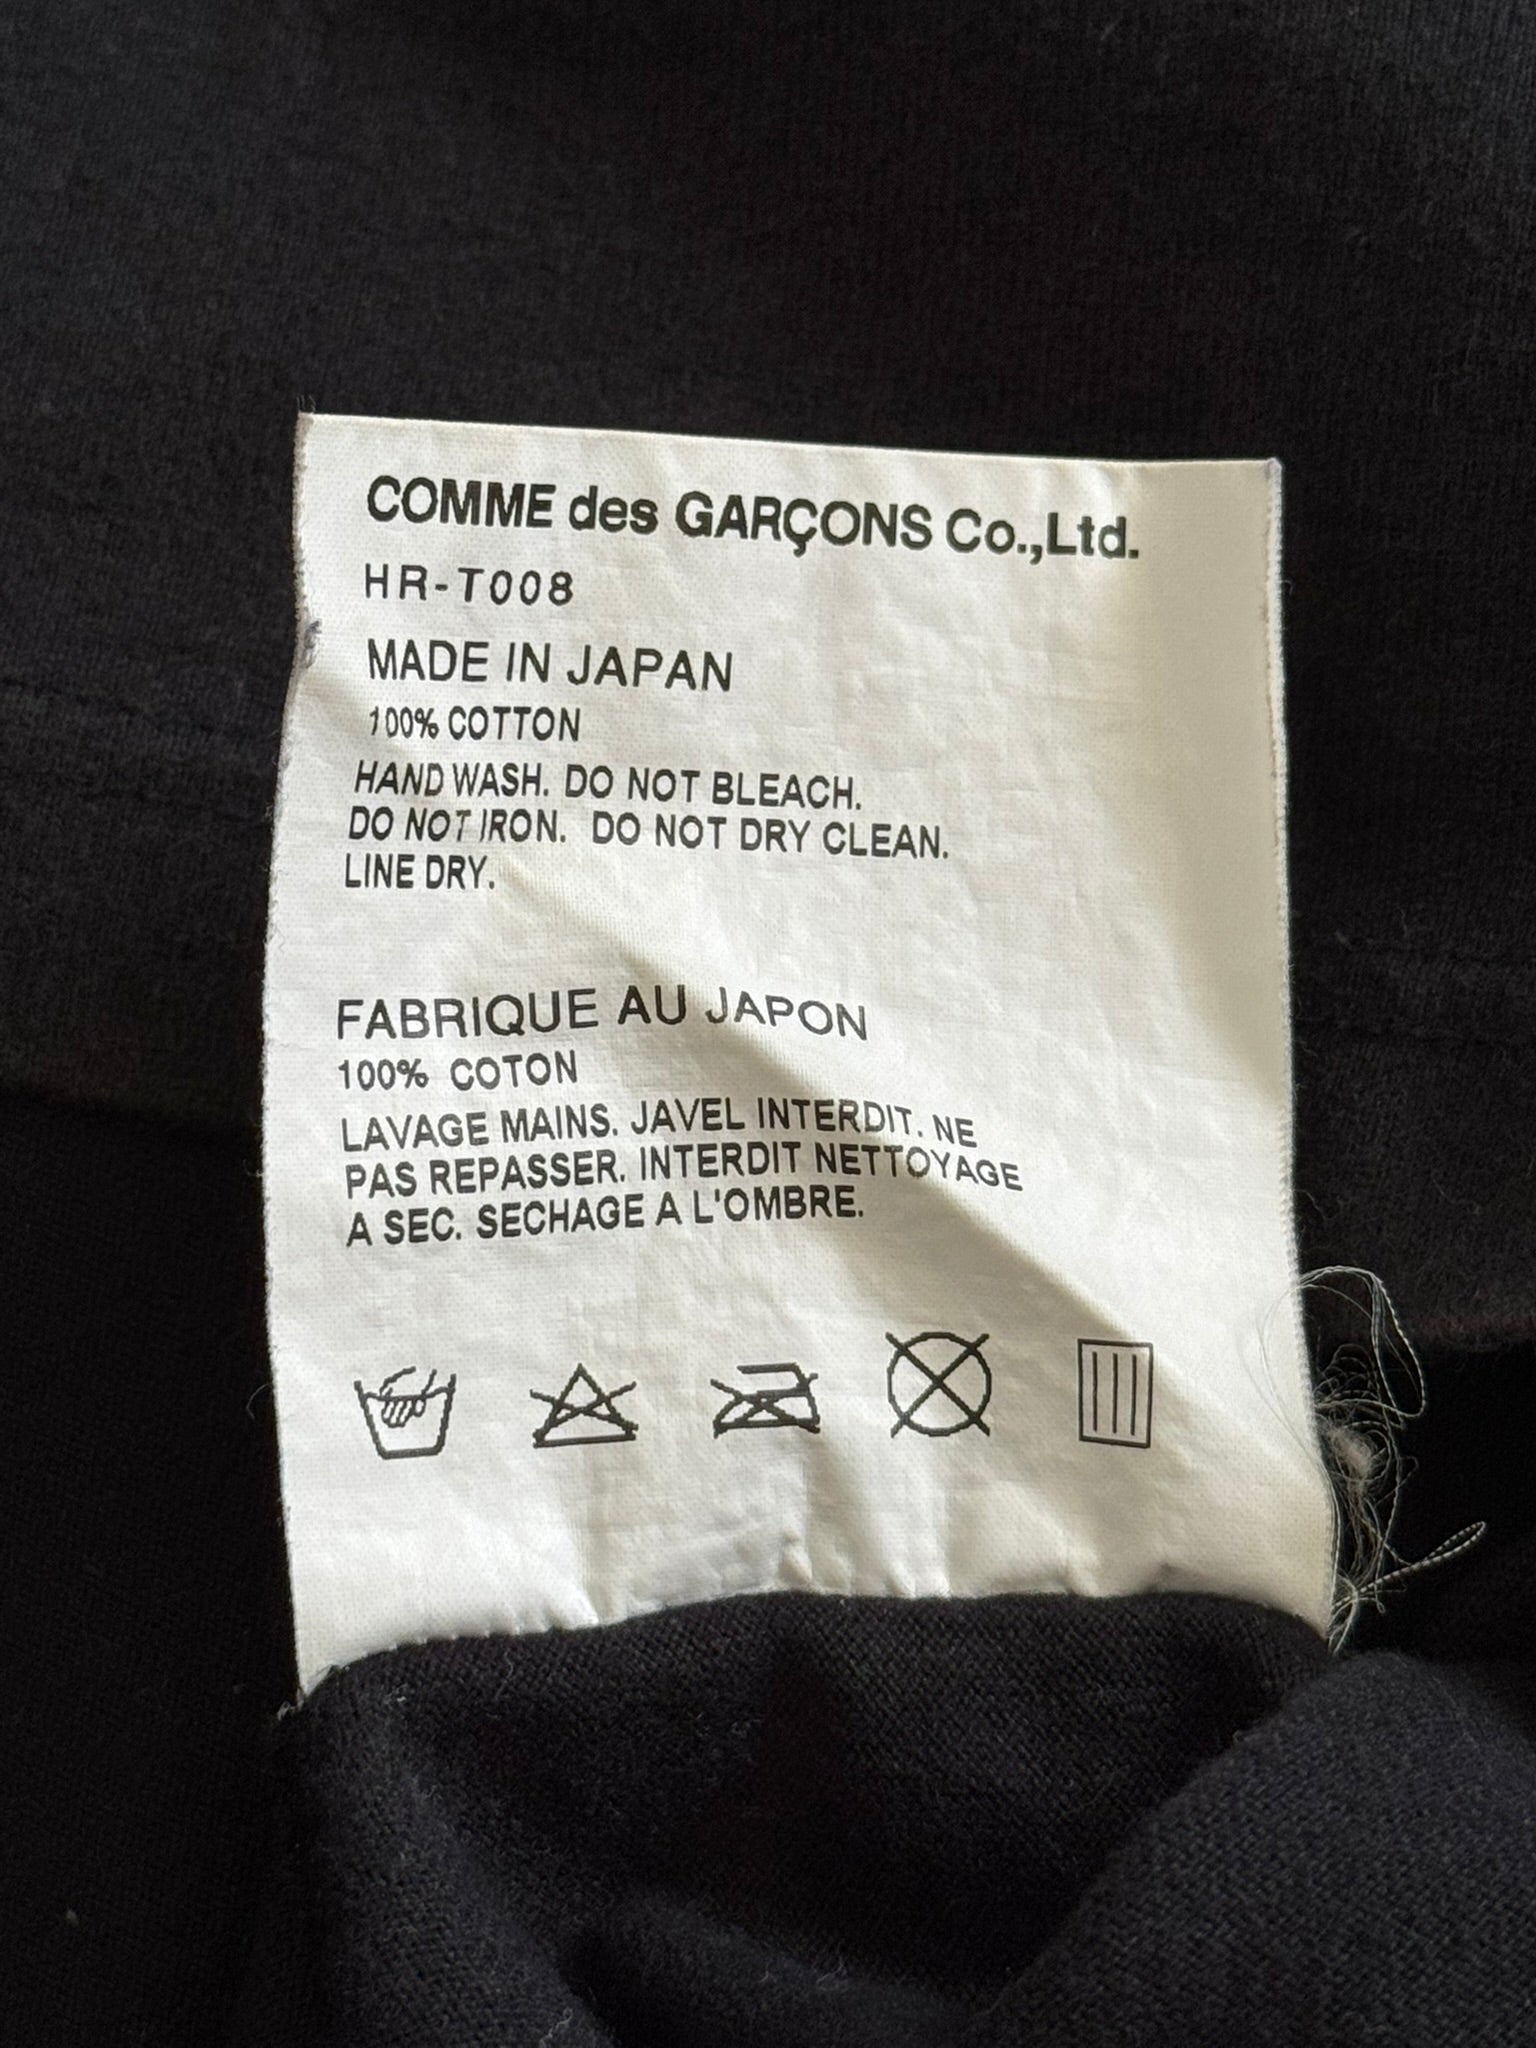 COMME des GARÇONS Co.,Ltd.
HR-T008
MADE IN JAPAN
100% COTTON
HAND WASH. DO NOT BLEACH.
DO NOT IRON. DO NOT DRY CLEAN.
LINE DRY.
FABRIQUE AU JAPON
100% COTON
LAVAGE MAINS. JAVEL INTERDIT. NE
PAS REPASSER. INTERDIT NETTOYAGE
A SEC. SECHAGE A L'OMBRE.